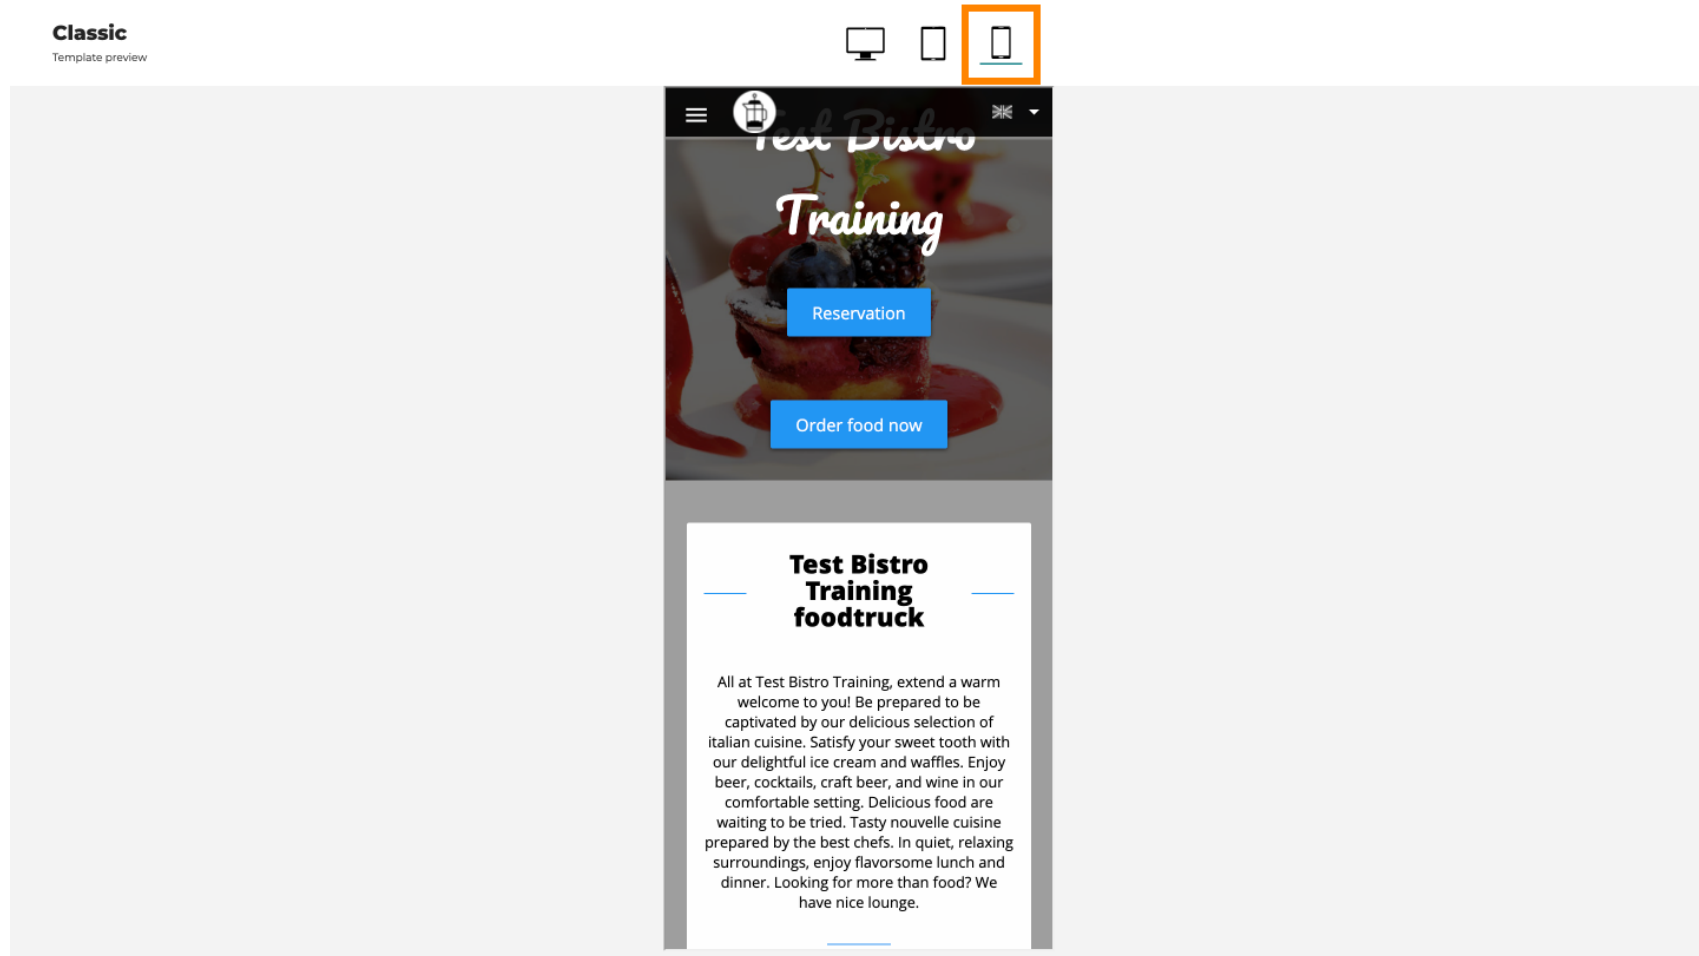 Classic
Template preview
Test Bistro
Training
Reservation
Order food now
Test Bistro
Training
foodtruck
All at Test Bistro Training, extend a warm
welcome to you! Be prepared to be
captivated by our delicious selection of
italian cuisine. Satisfy your sweet tooth with
our delightful ice cream and waffles. Enjoy
beer, cocktails, craft beer, and wine in our
comfortable setting. Delicious food are
waiting to be tried. Tasty nouvelle cuisine
prepared by the best chefs. In quiet, relaxing
surroundings, enjoy flavorsome lunch and
dinner. Looking for more than food? We
have nice lounge.